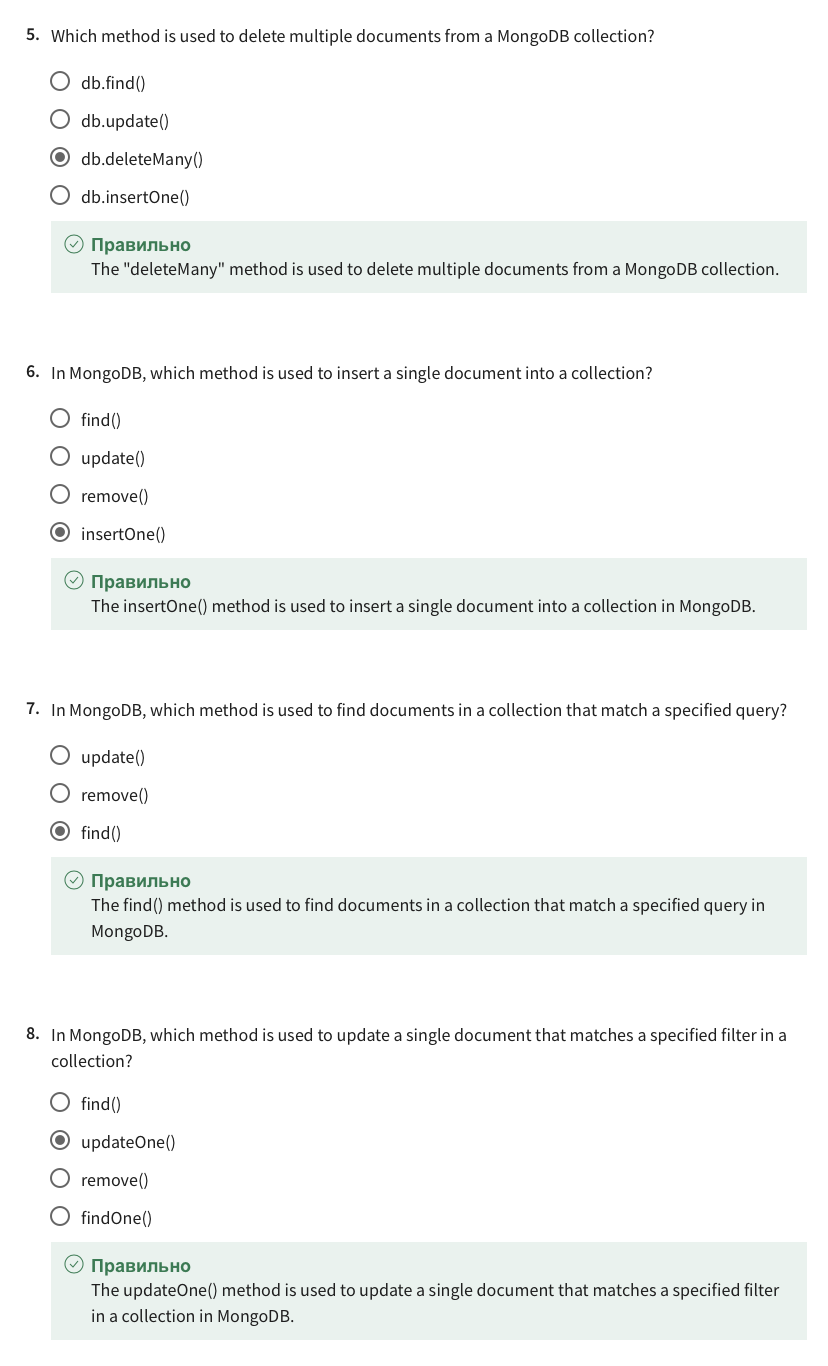 5. Which method is used to delete multiple documents from a MongoDB collection?
db.find()
db.update()
db.deleteMany()
db.insertOne()
Правильно
The "deleteMany" method is used to delete multiple documents from a MongoDB collection.
6. In MongoDB, which method is used to insert a single document into a collection?
find()
update()
remove()
insertOne()
Правильно
The insertOne() method is used to insert a single document into a collection in MongoDB.
7. In MongoDB, which method is used to find documents in a collection that match a specified query?
update()
remove()
find()
Правильно
The find() method is used to find documents in a collection that match a specified query in
MongoDB.
8. In MongoDB, which method is used to update a single document that matches a specified filter in a
collection?
find()
updateOne()
remove()
findOne()
Правильно
The updateOne() method is used to update a single document that matches a specified filter
in a collection in MongoDB.